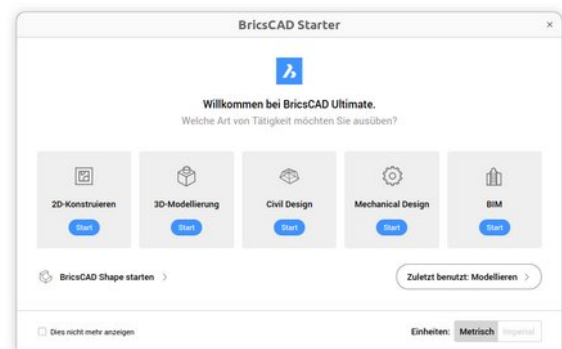 BricsCAD Starter
Willkommen bei BricsCAD Ultimate.
Welche Art von Tätigkeit möchten Sie ausüben?
2D-Konstruieren
3D-Modellierung
Civil Design
Mechanical Design
BIM
Start
Start
Start
Start
Start
BricsCAD Shape starten
Zuletzt benutzt: Modellieren
Dies nicht mehr anzeigen
Einheiten: Metrisch Imperial